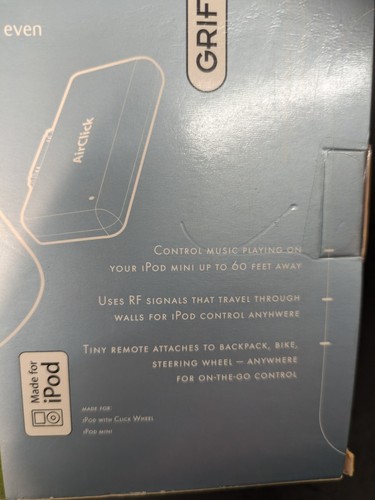 even
GRIF
AirClick
Control music playing on
your iPod mini up to 60 feet away
Uses RF signals that travel through
walls for iPod control anyhwere
Tiny remote attaches to backpack, bike,
steering wheel — anywhere
for on-the-go control
Made for
iPod
made for
iPod with Click Wheel
iPod mini